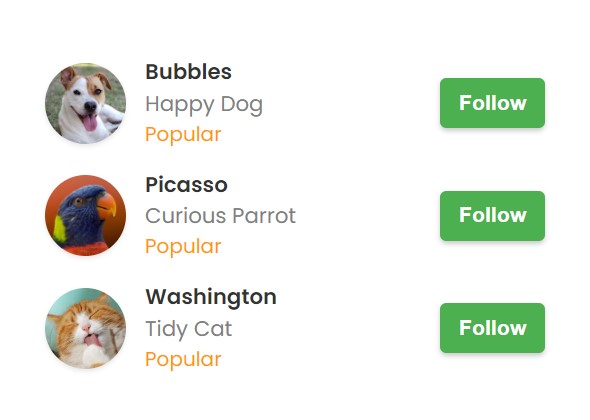 Bubbles
Happy Dog
Popular
Follow
Picasso
Curious Parrot
Popular
Follow
Washington
Tidy Cat
Popular
Follow